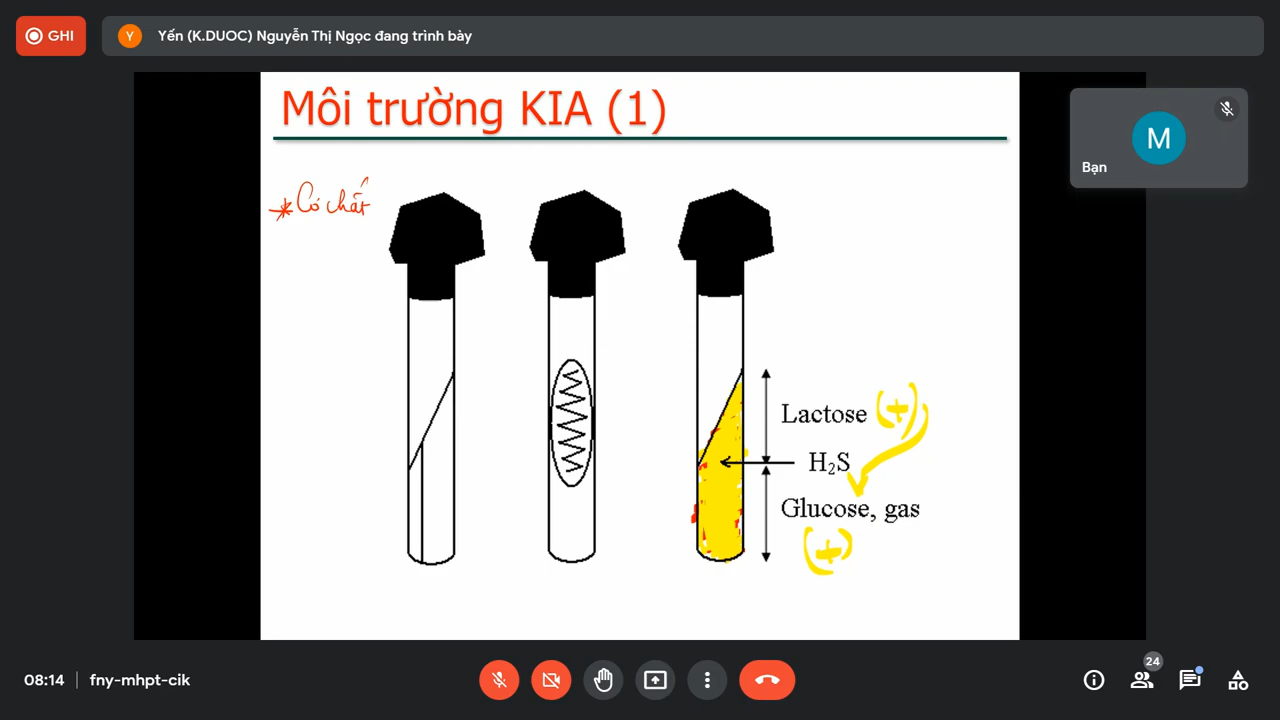 GHI
Y
Yến (K.DUOC) Nguyễn Thị Ngọc đang trình bày
Môi trường KIA (1)
M
Bạn
* Có chất
Lactose (+)
H₂S
Glucose, gas
(+)
08:14 | fny-mhpt-cik
24